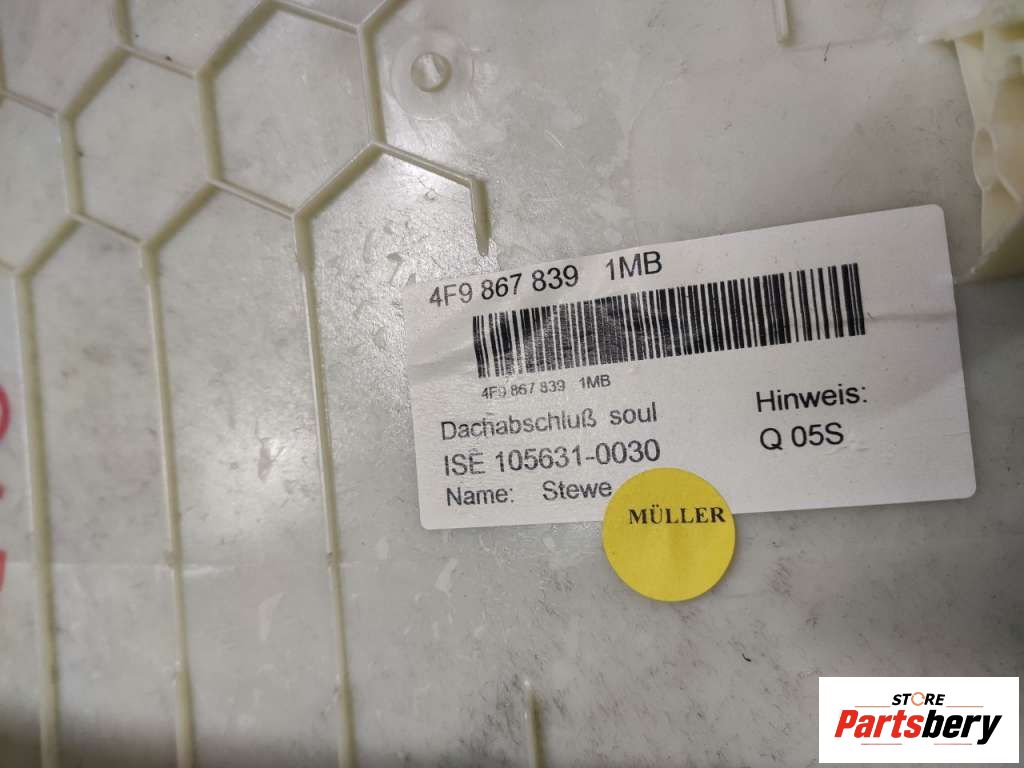 4F9 867 839 1MB
4F9 867 839 1MB
Dachabschluß soul
ISE 105631-0030
Name: Stewe
Hinweis:
Q 05S
MÜLLER
STORE
Partsbery